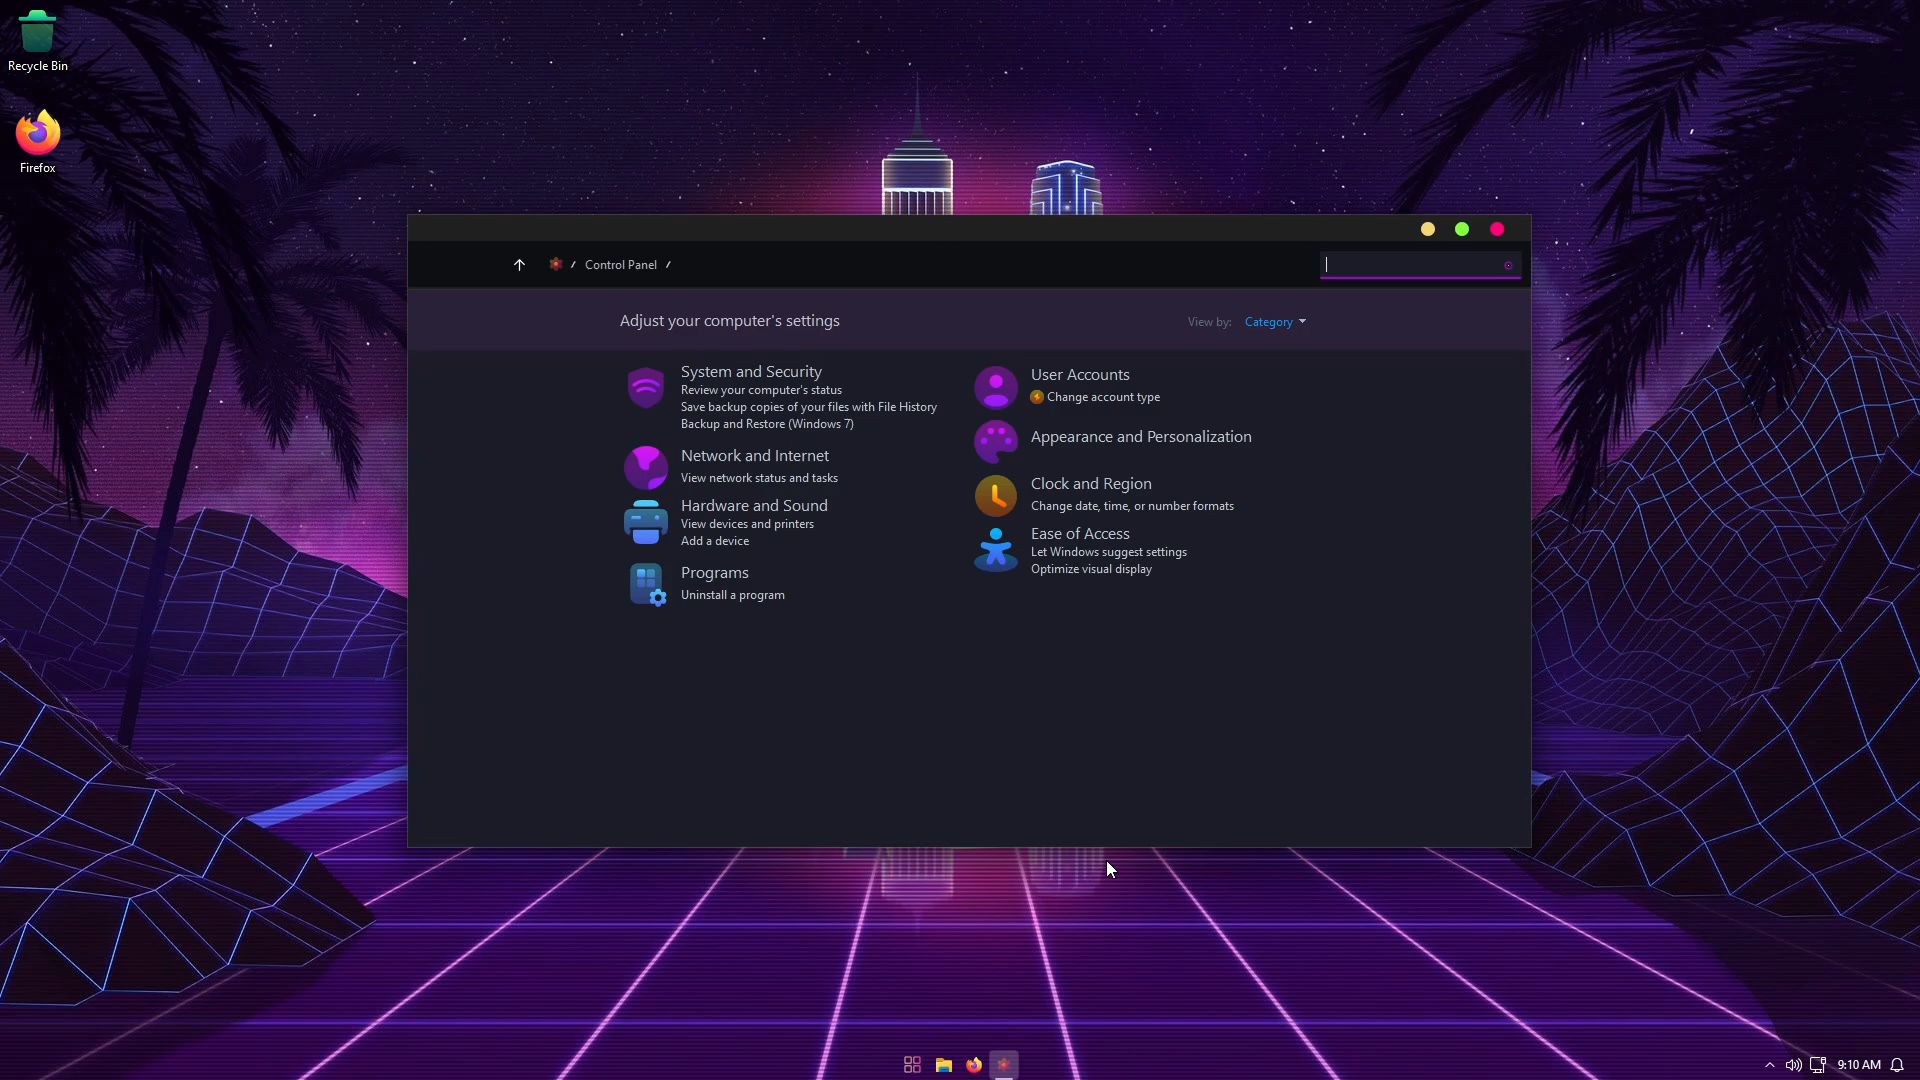 Recycle Bin
Firefox
/ Control Panel /
Adjust your computer's settings
View by: Category
System and Security
Review your computer's status
Save backup copies of your files with File History
Backup and Restore (Windows 7)
Network and Internet
View network status and tasks
Hardware and Sound
View devices and printers
Add a device
Programs
Uninstall a program
User Accounts
Change account type
Appearance and Personalization
Clock and Region
Change date, time, or number formats
Ease of Access
Let Windows suggest settings
Optimize visual display
9:10 AM